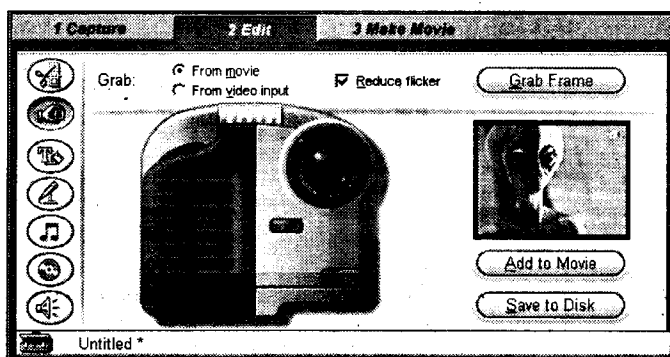 1 Capture 2 Edit 3 Make Movie
Grab: From movie Reduce flicker Grab Frame
From video input
Add to Movie
Save to Disk
Untitled *